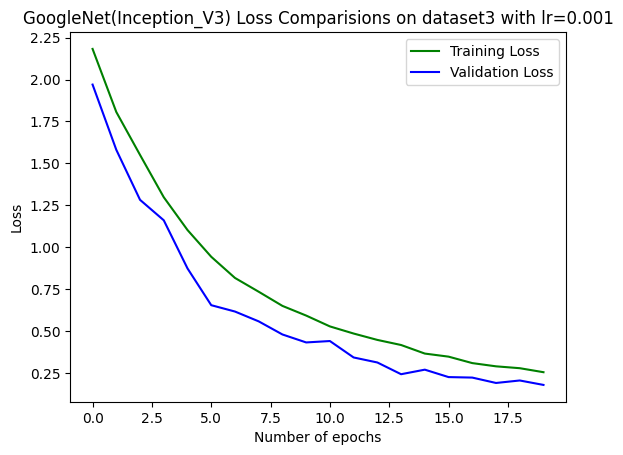 GoogleNet(Inception_V3) Loss Comparisions on dataset3 with lr=0.001
2.25
2.00
1.75
1.50
1.25
1.00
0.75
0.50
0.25
Loss
Training Loss
Validation Loss
0.0 2.5 5.0 7.5 10.0 12.5 15.0 17.5
Number of epochs